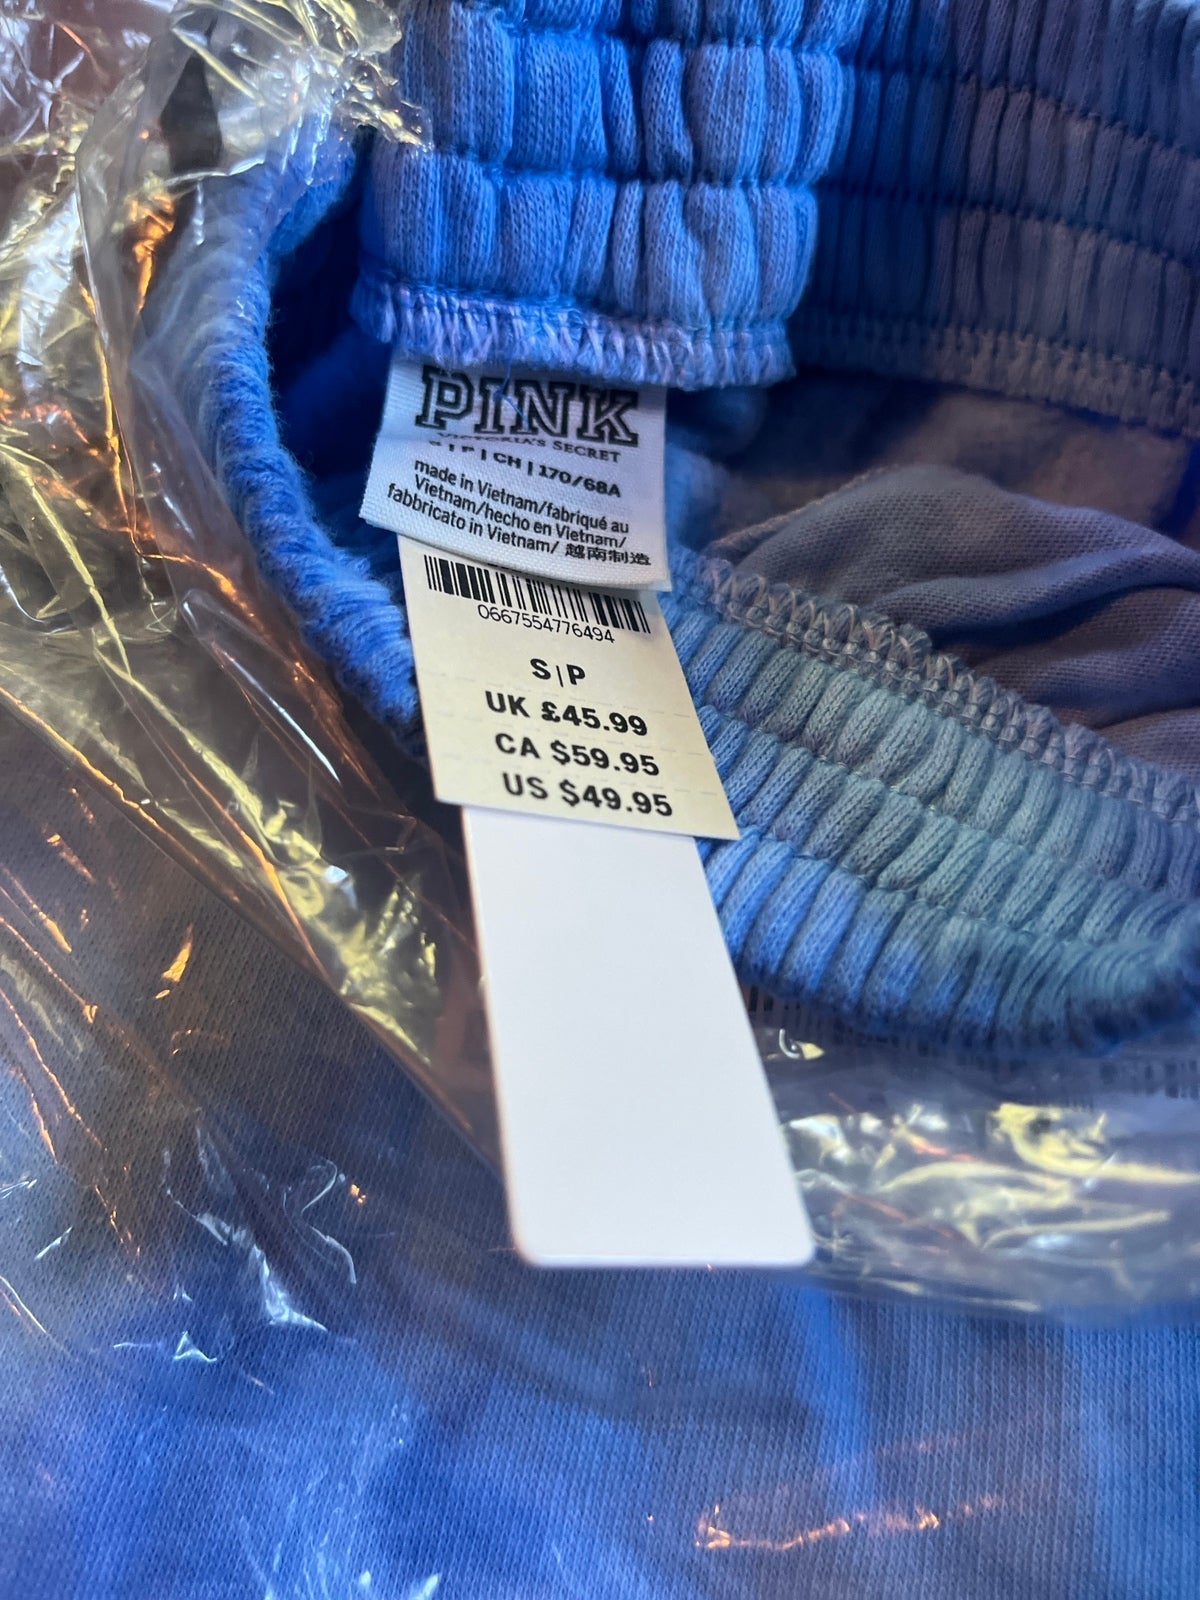 PINK
VICTORIA'S SECRET
S | P | CH | 170/68A
made in Vietnam/fabriqué au
Vietnam/hecho en Vietnam/
fabbricato in Vietnam/ 越南制造
0667554776494
S|P
UK £45.99
CA $59.95
US $49.95